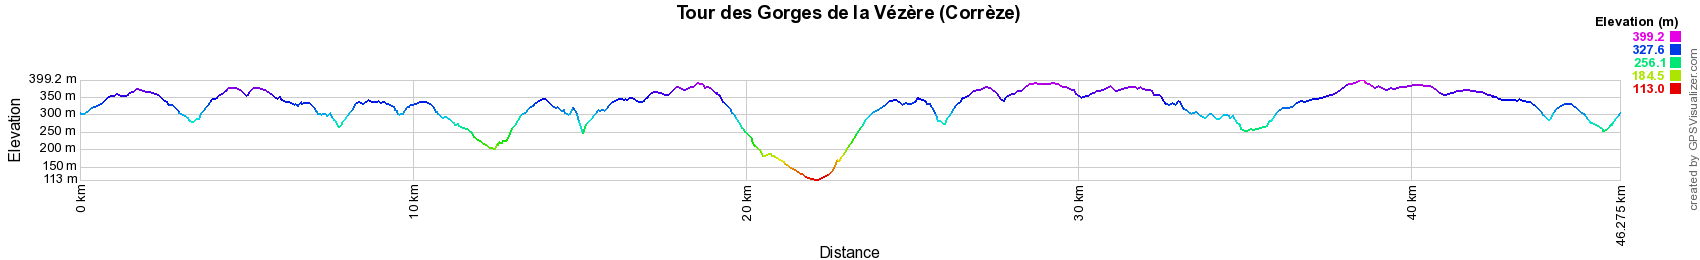 Tour des Gorges de la Vézère (Corrèze)
Elevation (m)
399.2
327.6
256.1
184.5
113.0
399.2 m
350 m
300 m
250 m
200 m
150 m
113 m
Elevation
0 km
10 km
20 km
30 km
40 km
46.275 km
Distance
created by GPSVisualizer.com